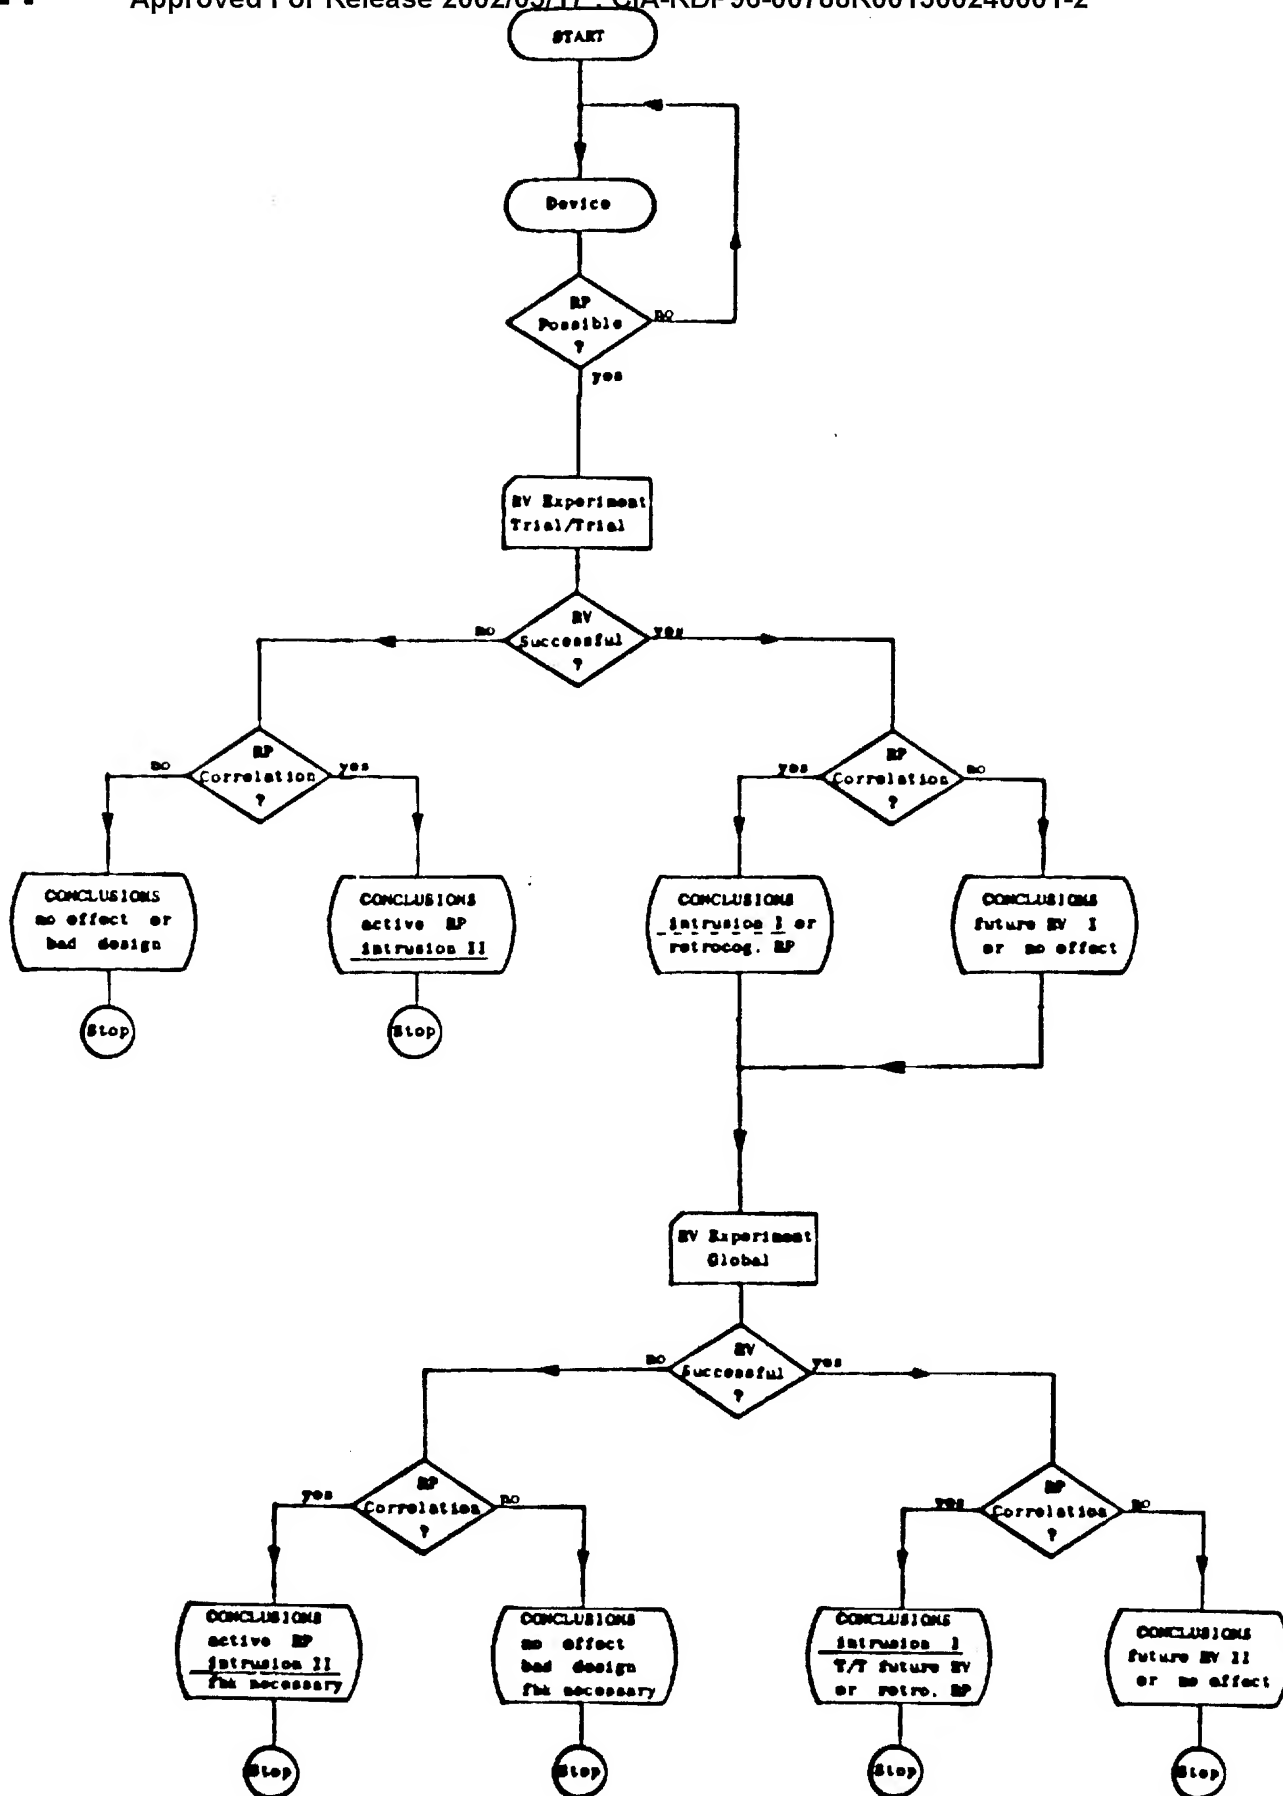 Approved For Release 2002/05/17 : CIA-RDP96-00788R001300240001-2
START
Device
RP
Possible
?
no
yes
RV Experiment
Trial/Trial
RV
Successful
?
no
yes
RP
Correlation
?
no
yes
RP
Correlation
?
yes
no
CONCLUSIONS
no effect or
bad design
CONCLUSIONS
active RP
intrusion II
CONCLUSIONS
intrusion I or
retrocog. RP
CONCLUSIONS
future RV I
or no effect
Stop
Stop
RV Experiment
Global
RV
Successful
?
no
yes
RP
Correlation
?
yes
no
RP
Correlation
?
yes
no
CONCLUSIONS
active RP
intrusion II
fbk necessary
CONCLUSIONS
no effect
bad design
fbk necessary
CONCLUSIONS
intrusion I
T/T future RV
or retro. RP
CONCLUSIONS
future RV II
or no effect
Stop
Stop
Stop
Stop